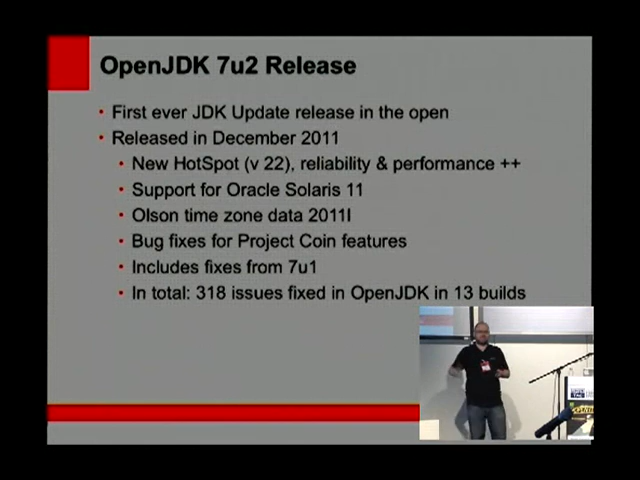 OpenJDK 7u2 Release
• First ever JDK Update release in the open
• Released in December 2011
• New HotSpot (v 22), reliability & performance ++
• Support for Oracle Solaris 11
• Olson time zone data 2011l
• Bug fixes for Project Coin features
• Includes fixes from 7u1
• In total: 318 issues fixed in OpenJDK in 13 builds